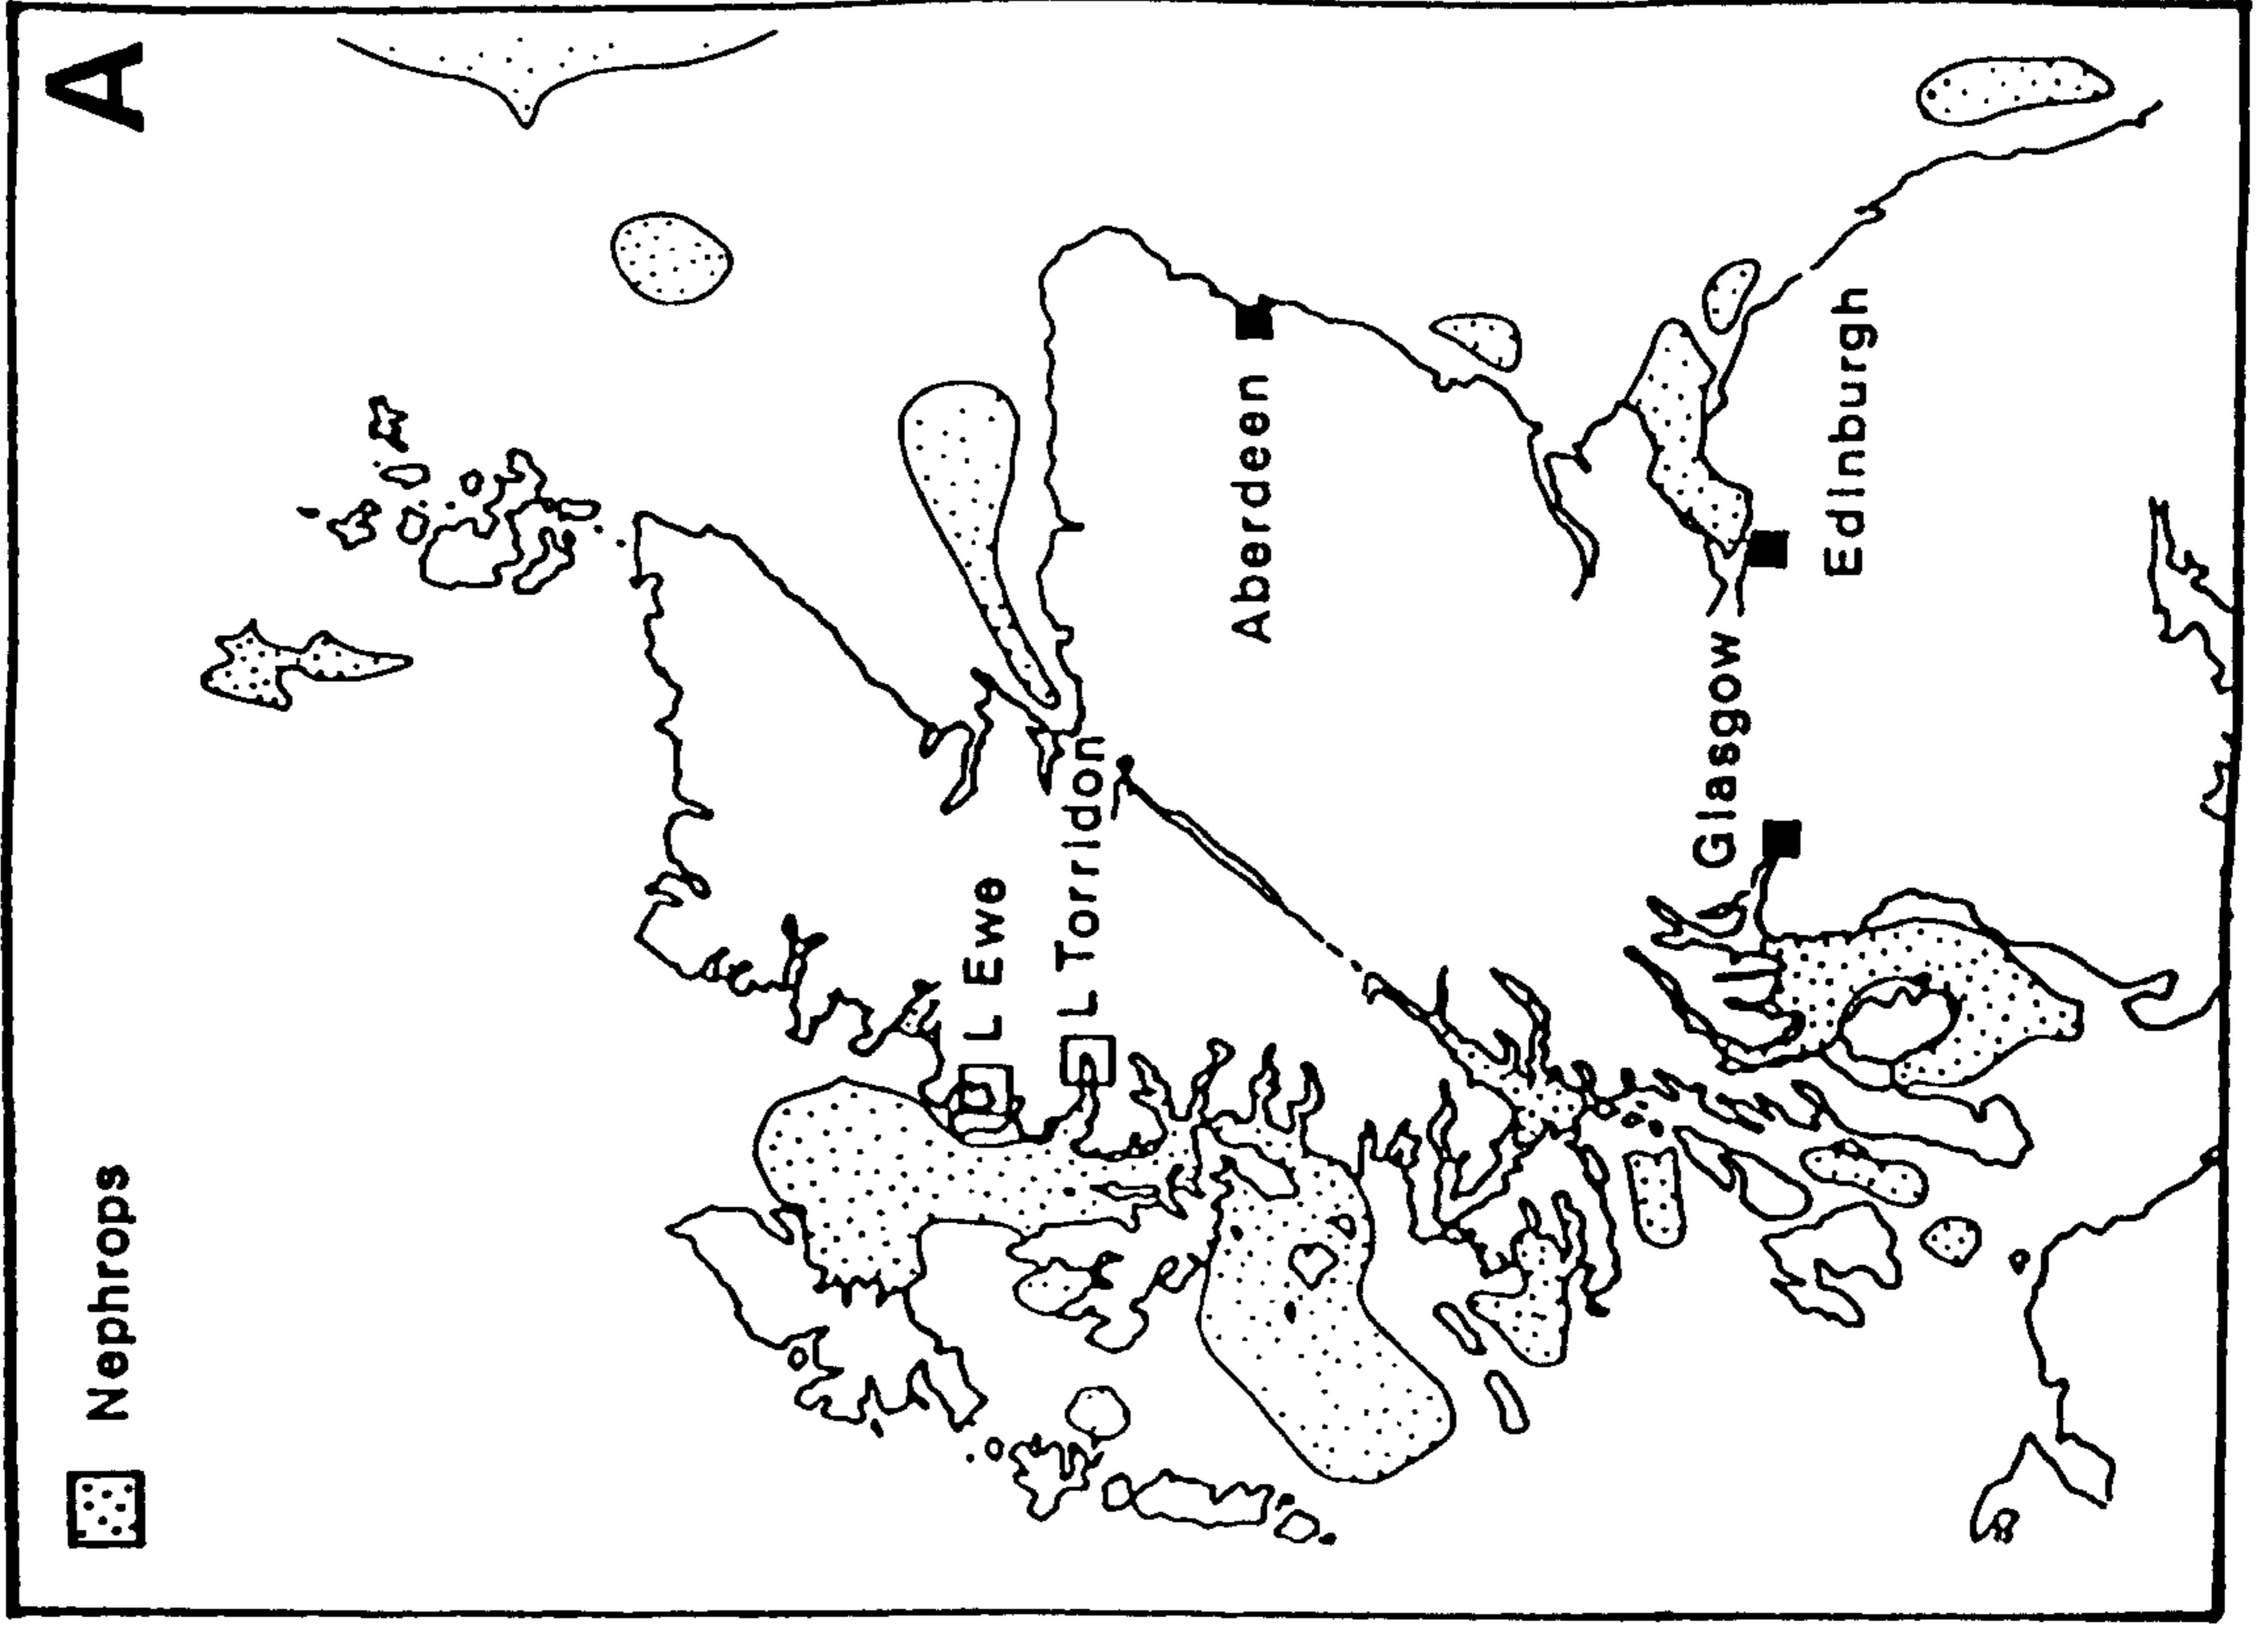 Nephrops
A
L Ewe
L Torridon
Aberdeen
Glasgow
Edinburgh